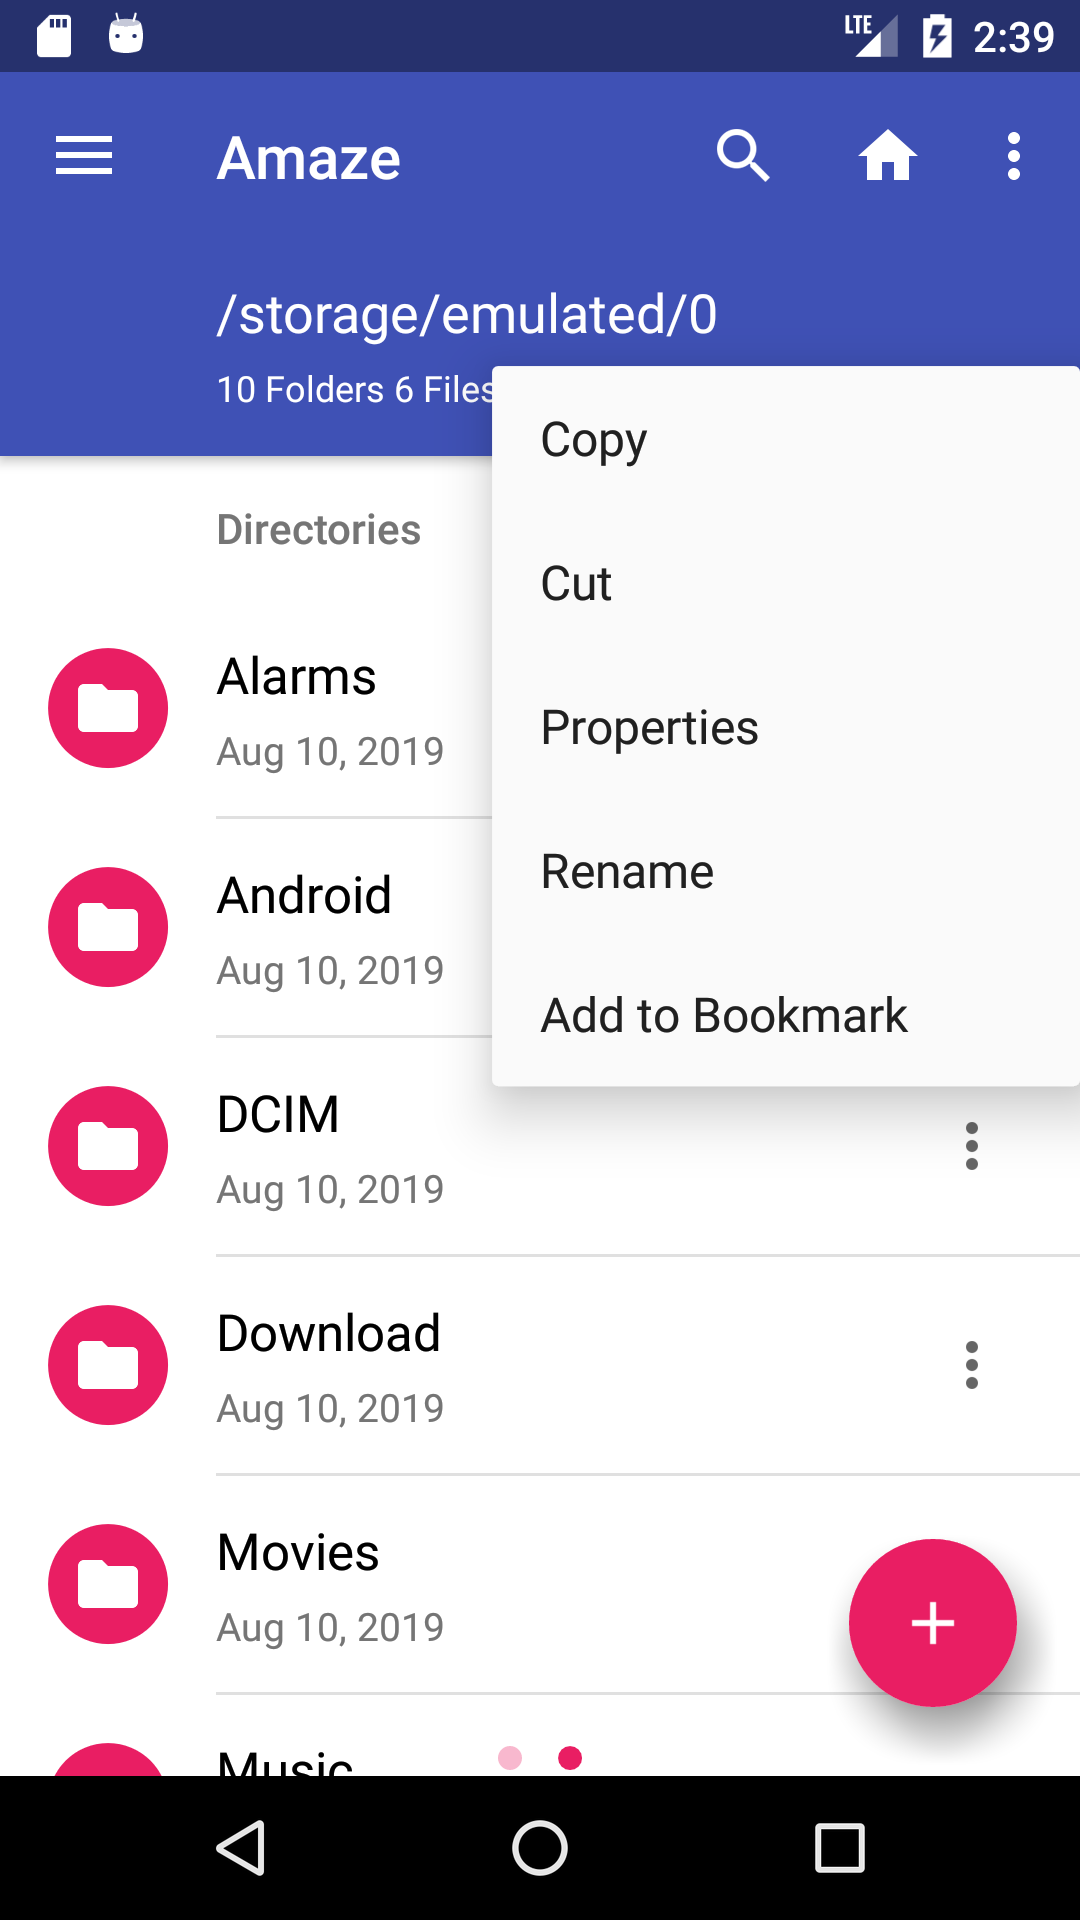 LTE 2:39
Amaze
/storage/emulated/0
10 Folders 6 Files
Copy
Cut
Properties
Rename
Add to Bookmark
Directories
Alarms
Aug 10, 2019
Android
Aug 10, 2019
DCIM
Aug 10, 2019
Download
Aug 10, 2019
Movies
Aug 10, 2019
Music